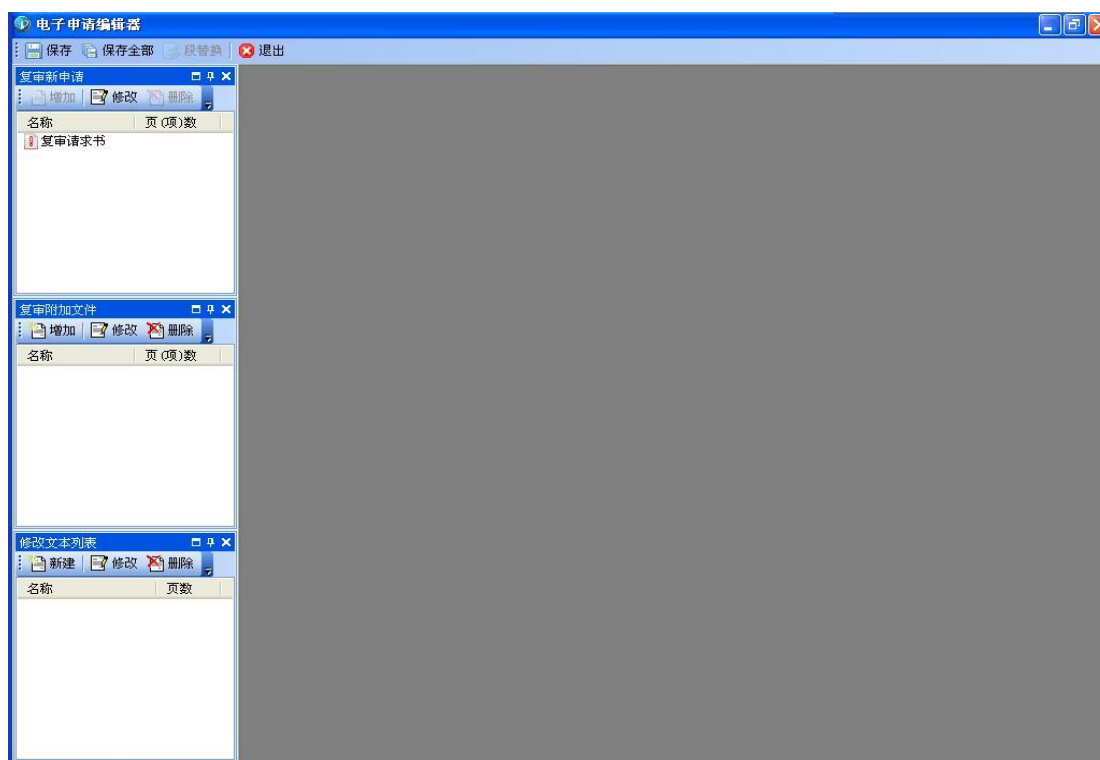 电子申请编辑器
保存 保存全部 段替换 退出
复审新申请
增加 修改 删除
名称 页(项)数
复审请求书
复审附加文件
增加 修改 删除
名称 页(项)数
修改文本列表
新建 修改 删除
名称 页数